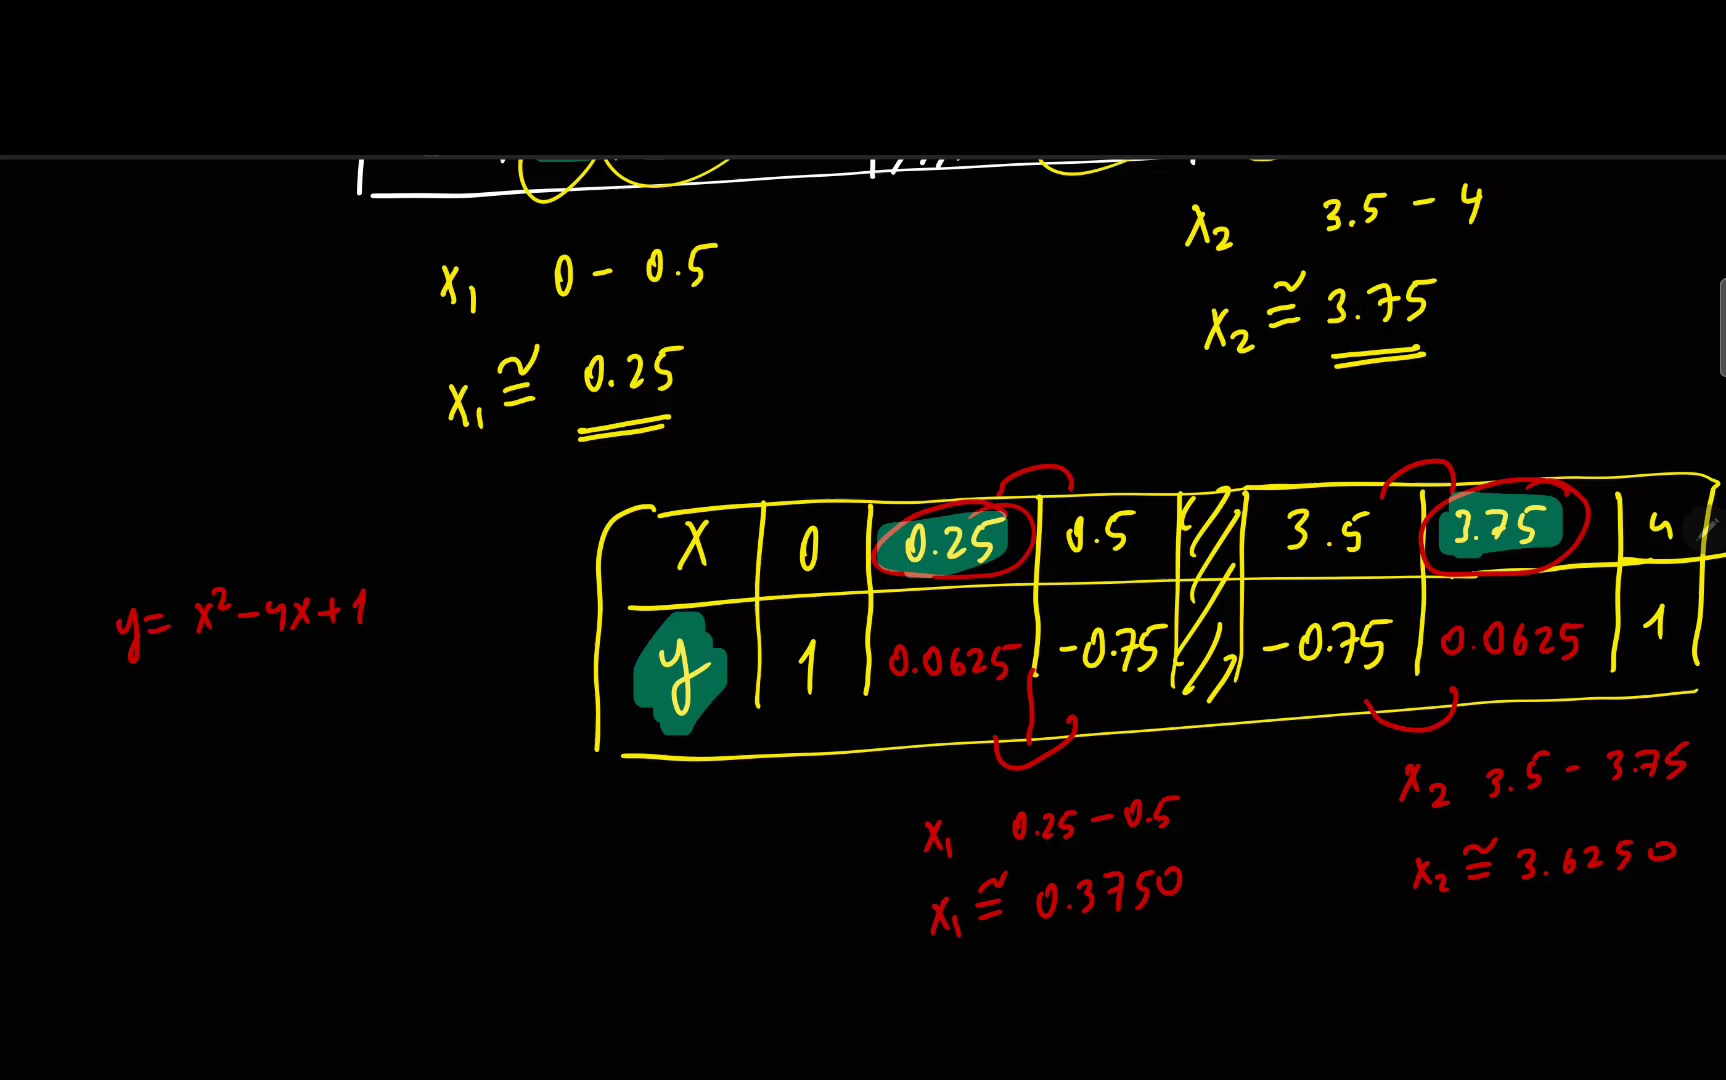 x₁ 0 - 0.5
x₂ 3.5 - 4
x₁ ≅ 0.25
x₂ ≅ 3.75
X 0 0.25 0.5 3.5 3.75 4
y = x² - 4x + 1
y 1 0.0625 -0.75 -0.75 0.0625 1
x₁ 0.25 - 0.5
x₂ 3.5 - 3.75
x₁ ≅ 0.3750
x₂ ≅ 3.6250